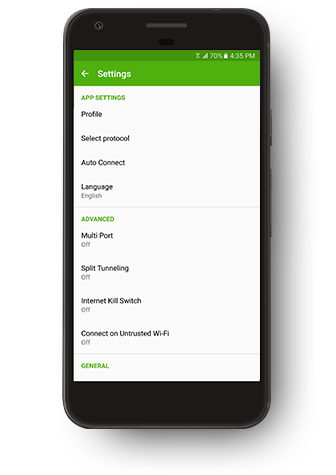 70% 4:35 PM
Settings
APP SETTINGS
Profile
Select protocol
Auto Connect
Language
English
ADVANCED
Multi Port
Off
Split Tunneling
Off
Internet Kill Switch
Off
Connect on Untrusted Wi-Fi
Off
GENERAL